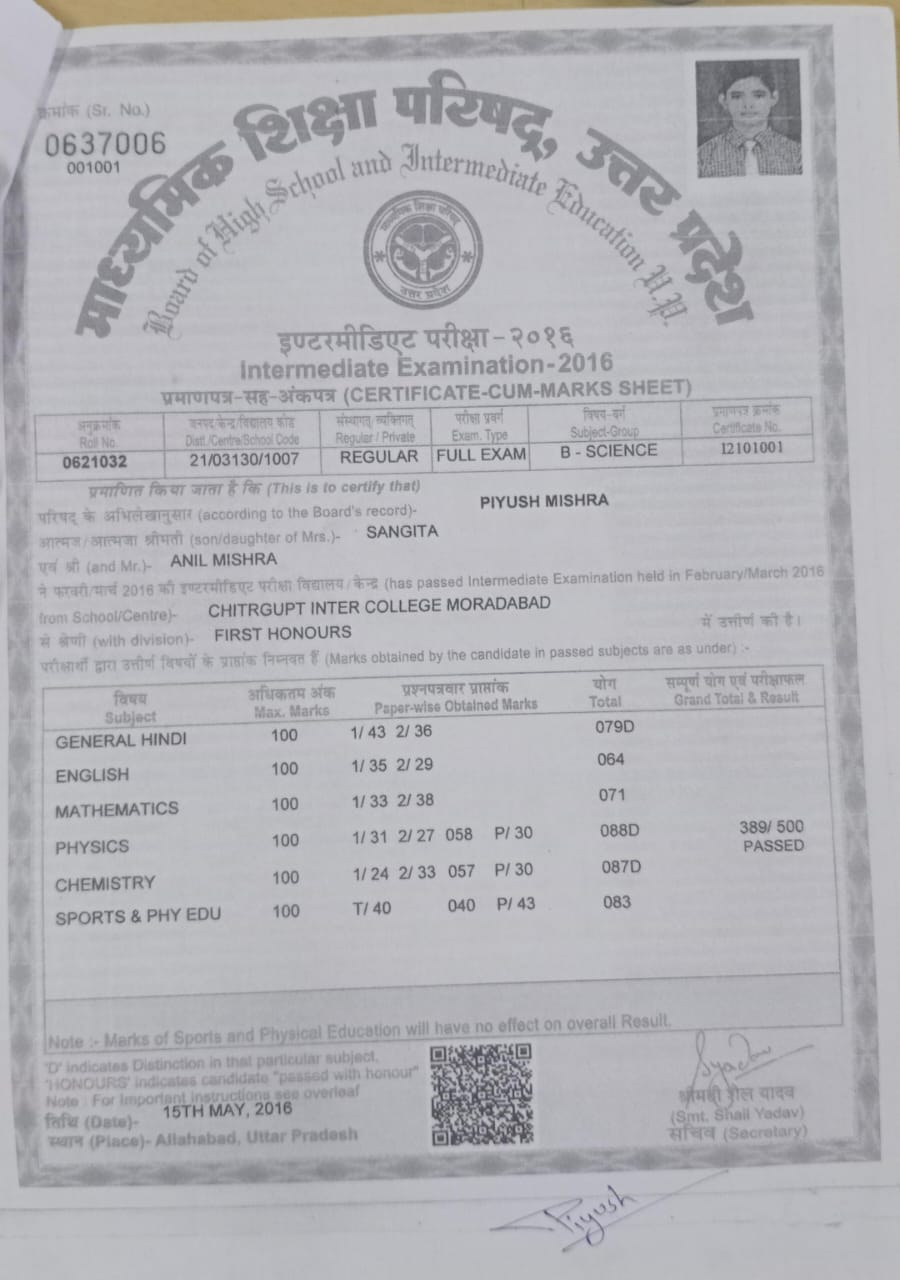 क्रमांक (Sr. No.)
0637006
001001
माध्यमिक शिक्षा परिषद्, उत्तर प्रदेश
Board of High School and Intermediate Education U.P.
माध्यमिक शिक्षा परिषद्
उत्तर प्रदेश
इण्टरमीडिएट परीक्षा-२०१६
Intermediate Examination-2016
प्रमाणपत्र-सह-अंकपत्र (CERTIFICATE-CUM-MARKS SHEET)
अनुक्रमांक जनपद/केन्द्र/विद्यालय कोड संस्थागत/व्यक्तिगत परीक्षा प्रवर्ग विषय-वर्ग प्रमाणपत्र क्रमांक
Roll No. Distt./Centre/School Code Regular / Private Exam. Type Subject-Group Certificate No.
0621032 21/03130/1007 REGULAR FULL EXAM B - SCIENCE 12101001
प्रमाणित किया जाता है कि (This is to certify that)
परिषद के अभिलेखानुसार (according to the Board's record)- PIYUSH MISHRA
आत्मज/आत्मजा श्रीमती (son/daughter of Mrs.)- SANGITA
एवं श्री (and Mr.)- ANIL MISHRA
ने फरवरी/मार्च 2016 की इण्टरमीडिएट परीक्षा विद्यालय/केन्द्र (has passed Intermediate Examination held in February/March 2016
from School/Centre)- CHITRGUPT INTER COLLEGE MORADABAD
से श्रेणी (with division)- FIRST HONOURS में उत्तीर्ण की है।
परीक्षार्थी द्वारा उत्तीर्ण विषयों के प्राप्तांक निम्नवत हैं (Marks obtained by the candidate in passed subjects are as under) :-
विषय अधिकतम अंक प्रश्नपत्रवार प्राप्तांक योग सम्पूर्ण योग एवं परीक्षाफल
Subject Max. Marks Paper-wise Obtained Marks Total Grand Total & Result
GENERAL HINDI 100 1/ 43 2/ 36 079D
ENGLISH 100 1/ 35 2/ 29 064
MATHEMATICS 100 1/ 33 2/ 38 071
PHYSICS 100 1/ 31 2/ 27 058 P/ 30 088D 389/ 500
PASSED
CHEMISTRY 100 1/ 24 2/ 33 057 P/ 30 087D
SPORTS & PHY EDU 100 T/ 40 040 P/ 43 083
Note :- Marks of Sports and Physical Education will have no effect on overall Result.
'D' indicates Distinction in that particular subject.
'HONOURS' indicates candidate "passed with honour"
Note : For important instructions see overleaf
तिथि (Date)- 15TH MAY, 2016
स्थान (Place)- Allahabad, Uttar Pradesh
Syadav
श्रीमती शैल यादव
(Smt. Shail Yadav)
सचिव (Secretary)
Piyush